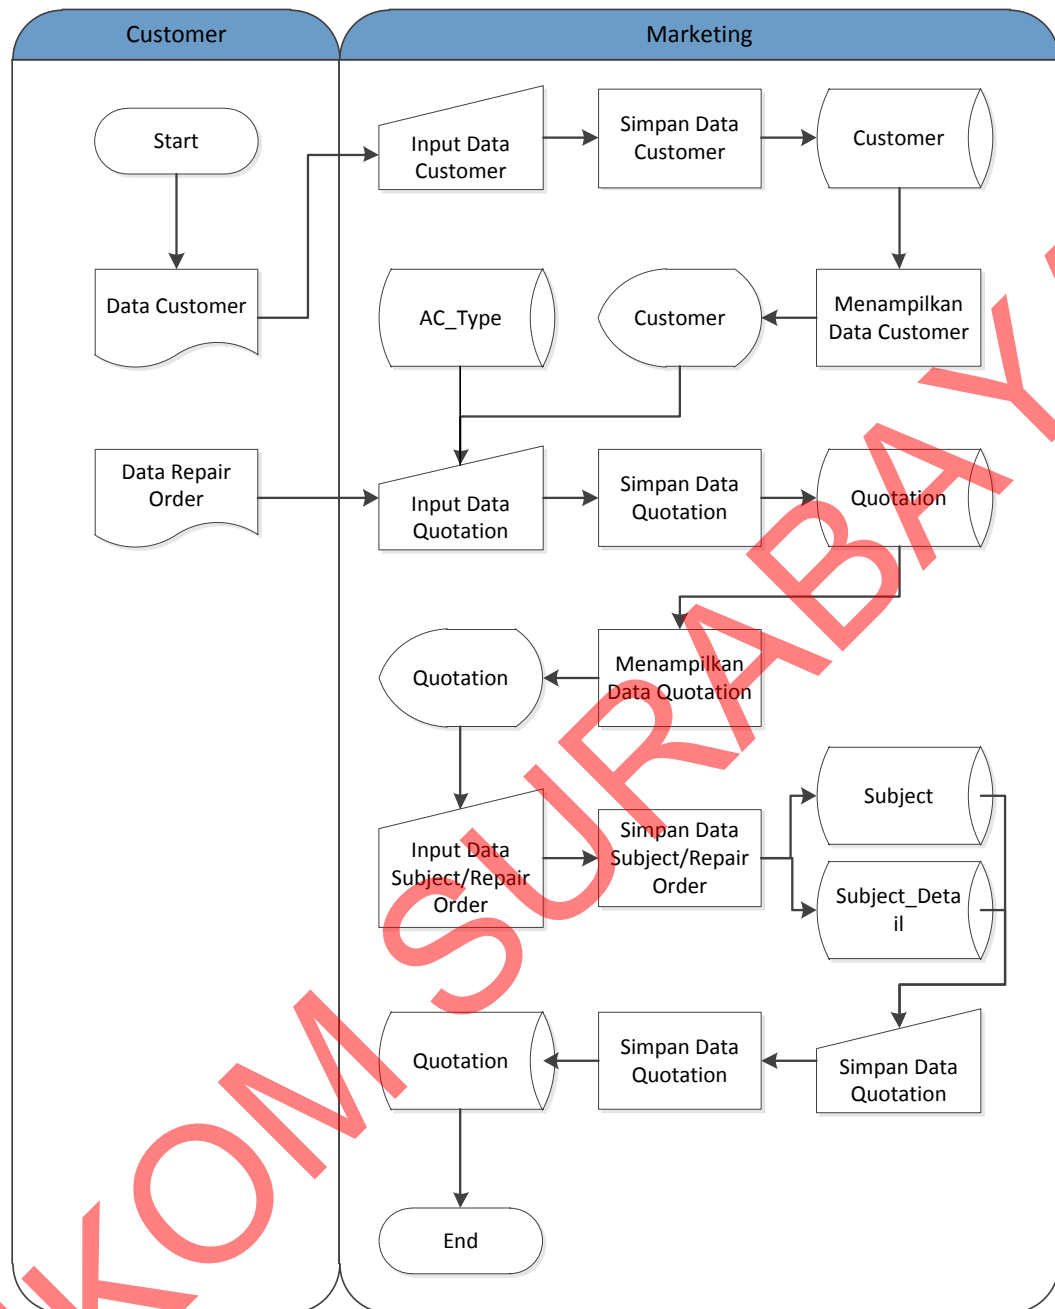 Customer
Marketing
Start
Input Data
Customer
Simpan Data
Customer
Customer
Data Customer
AC_Type
Customer
Menampilkan
Data Customer
Data Repair
Order
Input Data
Quotation
Simpan Data
Quotation
Quotation
Quotation
Menampilkan
Data Quotation
Input Data
Subject/Repair
Order
Simpan Data
Subject/Repair
Order
Subject
Subject_Deta
il
Quotation
Simpan Data
Quotation
Simpan Data
Quotation
End
KOM SURABAYA